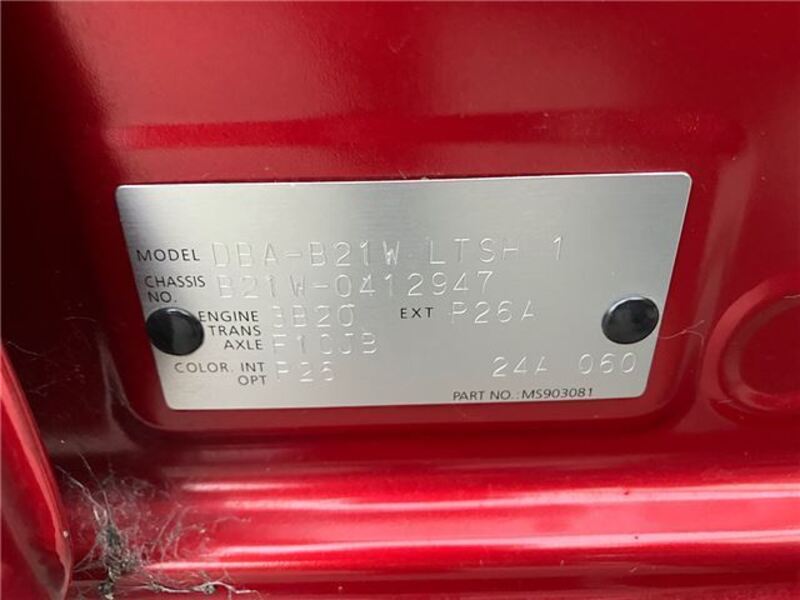 MODEL DBA-B21W LTSH 1
CHASSIS NO. B21W-0412947
ENGINE 3B20 EXT P26A
TRANS AXLE F1CJB
COLOR. INT OPT P26 24A 060
PART NO.: M5903081